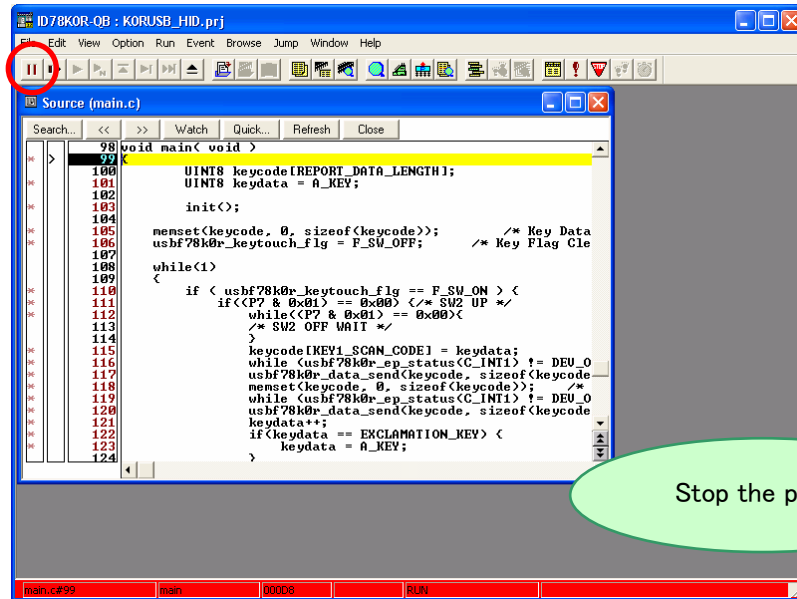 ID78K0R-QB : K0RUSB_HID.prj
File Edit View Option Run Event Browse Jump Window Help
Source (main.c)
Search... << >> Watch Quick... Refresh Close
98 void main( void )
* > 99 {
100 UINT8 keycode[REPORT_DATA_LENGTH];
* 101 UINT8 keydata = A_KEY;
102
* 103 init();
104
* 105 memset(keycode, 0, sizeof(keycode)); /* Key Data
* 106 usbf78k0r_keytouch_flg = F_SW_OFF; /* Key Flag Cle
107
108 while(1)
109 {
* 110 if ( usbf78k0r_keytouch_flg == F_SW_ON ) {
* 111 if((P7 & 0x01) == 0x00) {/* SW2 UP */
* 112 while((P7 & 0x01) == 0x00){
113 /* SW2 OFF WAIT */
114 }
* 115 keycode[KEY1_SCAN_CODE] = keydata;
* 116 while (usbf78k0r_ep_status(C_INT1) != DEV_O
* 117 usbf78k0r_data_send(keycode, sizeof(keycode
* 118 memset(keycode, 0, sizeof(keycode)); /*
* 119 while (usbf78k0r_ep_status(C_INT1) != DEV_O
* 120 usbf78k0r_data_send(keycode, sizeof(keycode
* 121 keydata++;
* 122 if(keydata == EXCLAMATION_KEY) {
* 123 keydata = A_KEY;
124 }
Stop the p
main.c#99 main 000D8 RUN